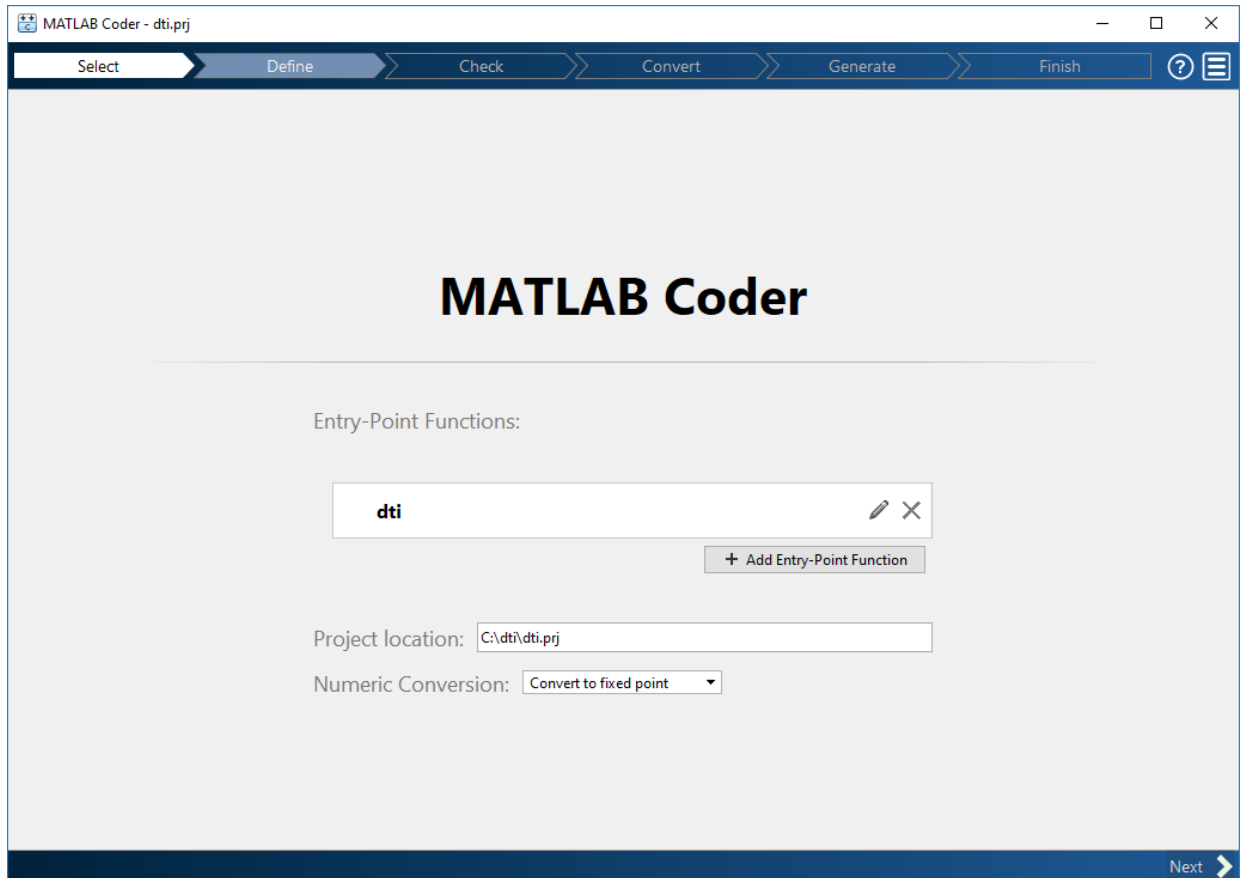 MATLAB Coder - dti.prj
Select Define Check Convert Generate Finish
MATLAB Coder
Entry-Point Functions:
dti
+ Add Entry-Point Function
Project location: C:\dti\dti.prj
Numeric Conversion: Convert to fixed point
Next